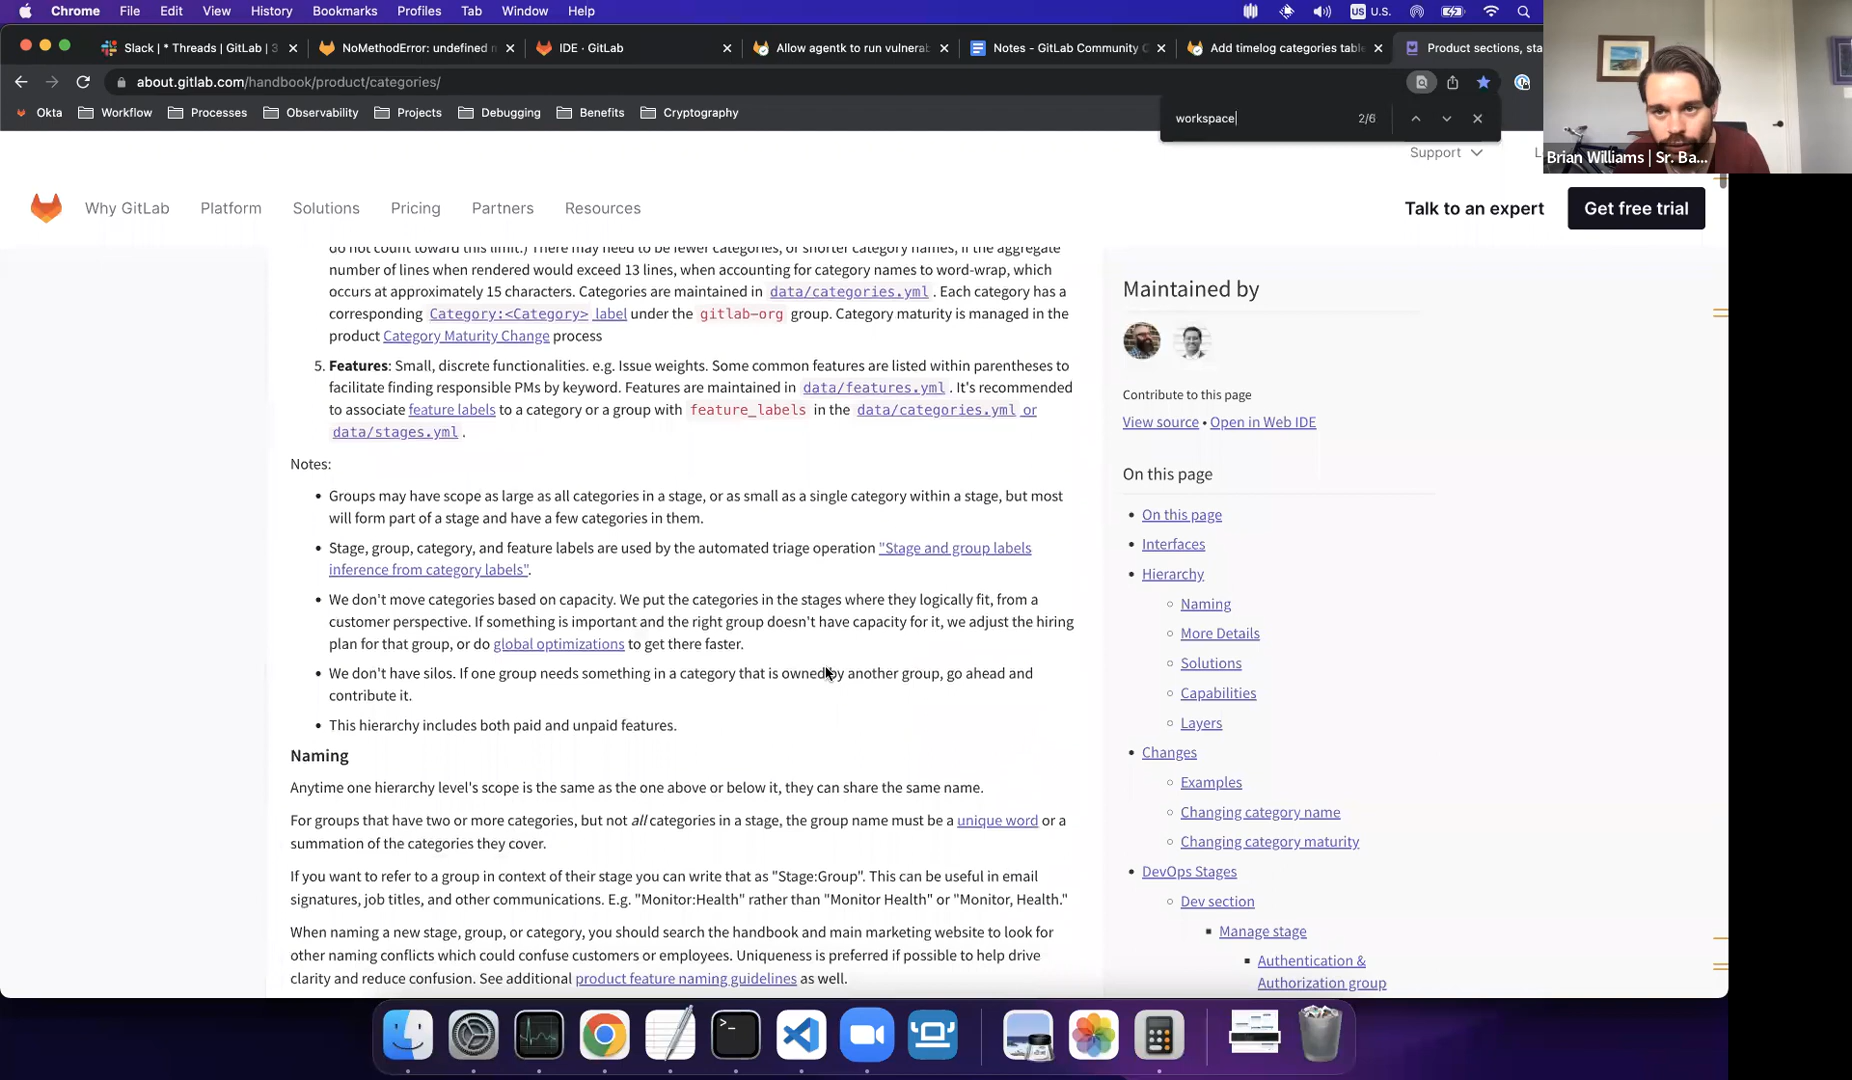 Chrome File Edit View History Bookmarks Profiles Tab Window Help U.S.
Slack | * Threads | GitLab | 3 NoMethodError: undefined IDE · GitLab Allow agentk to run vulnerab Notes - GitLab Community Add timelog categories table Product sections, sta
about.gitlab.com/handbook/product/categories/
Okta Workflow Processes Observability Projects Debugging Benefits Cryptography
workspace 2/6
Brian Williams | Sr. Ba...
Support
Why GitLab Platform Solutions Pricing Partners Resources Talk to an expert Get free trial
do not count toward this limit.) There may need to be fewer categories, or shorter category names, if the aggregate
number of lines when rendered would exceed 13 lines, when accounting for category names to word-wrap, which
occurs at approximately 15 characters. Categories are maintained in data/categories.yml. Each category has a
corresponding Category:<Category> label under the gitlab-org group. Category maturity is managed in the
product Category Maturity Change process
5. Features: Small, discrete functionalities. e.g. Issue weights. Some common features are listed within parentheses to
facilitate finding responsible PMs by keyword. Features are maintained in data/features.yml. It's recommended
to associate feature labels to a category or a group with feature_labels in the data/categories.yml or
data/stages.yml.
Notes:
• Groups may have scope as large as all categories in a stage, or as small as a single category within a stage, but most
will form part of a stage and have a few categories in them.
• Stage, group, category, and feature labels are used by the automated triage operation "Stage and group labels
inference from category labels".
• We don't move categories based on capacity. We put the categories in the stages where they logically fit, from a
customer perspective. If something is important and the right group doesn't have capacity for it, we adjust the hiring
plan for that group, or do global optimizations to get there faster.
• We don't have silos. If one group needs something in a category that is owned by another group, go ahead and
contribute it.
• This hierarchy includes both paid and unpaid features.
Naming
Anytime one hierarchy level's scope is the same as the one above or below it, they can share the same name.
For groups that have two or more categories, but not all categories in a stage, the group name must be a unique word or a
summation of the categories they cover.
If you want to refer to a group in context of their stage you can write that as "Stage:Group". This can be useful in email
signatures, job titles, and other communications. E.g. "Monitor:Health" rather than "Monitor Health" or "Monitor, Health."
When naming a new stage, group, or category, you should search the handbook and main marketing website to look for
other naming conflicts which could confuse customers or employees. Uniqueness is preferred if possible to help drive
clarity and reduce confusion. See additional product feature naming guidelines as well.
Maintained by
Contribute to this page
View source • Open in Web IDE
On this page
• On this page
• Interfaces
• Hierarchy
◦ Naming
◦ More Details
◦ Solutions
◦ Capabilities
◦ Layers
• Changes
◦ Examples
◦ Changing category name
◦ Changing category maturity
• DevOps Stages
◦ Dev section
▪ Manage stage
▪ Authentication &
Authorization group